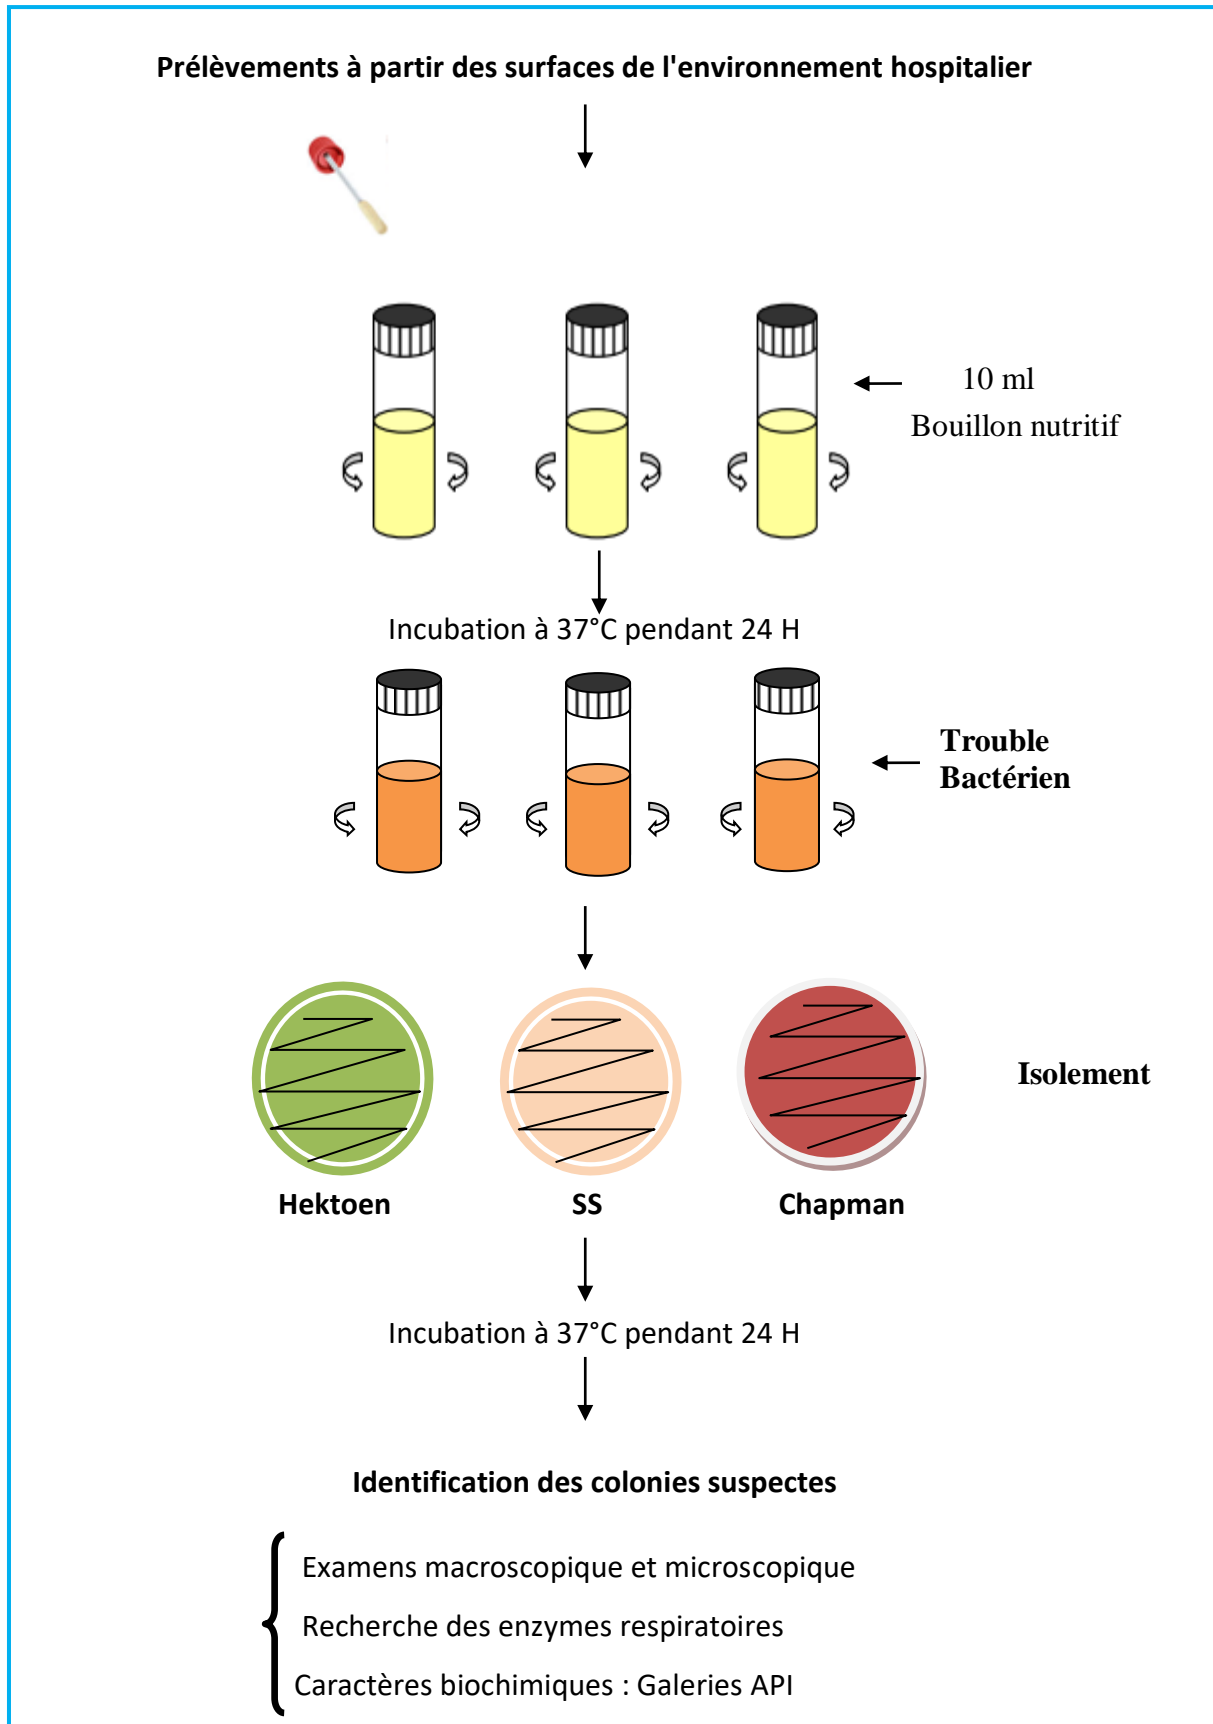 Prélèvements à partir des surfaces de l'environnement hospitalier
10 ml
Bouillon nutritif
Incubation à 37°C pendant 24 H
Trouble
Bactérien
Isolement
Hektoen
SS
Chapman
Incubation à 37°C pendant 24 H
Identification des colonies suspectes
Examens macroscopique et microscopique
Recherche des enzymes respiratoires
Caractères biochimiques : Galeries API